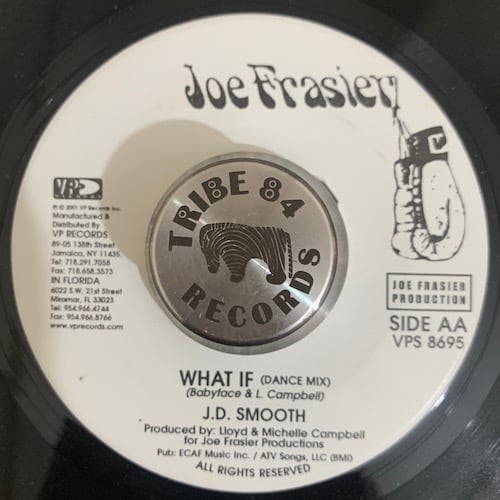 Joe Frasier
VP
RECORDS
℗ © 2001 VP Records Inc.
Manufactured &
Distributed By
VP RECORDS
89-05 138th Street
Jamaica, NY 11435
Tel: 718.291.7058
Fax: 718.658.3573
IN FLORIDA
6022 S.W. 21st Street
Miramar, FL 33023
Tel: 954.966.4744
Fax: 954.966.8766
www.vprecords.com
TRIBE 84
RECORDS
JOE FRASIER
PRODUCTION
SIDE AA
VPS 8695
WHAT IF (DANCE MIX)
(Babyface & L. Campbell)
J.D. SMOOTH
Produced by: Lloyd & Michelle Campbell
for Joe Frasier Productions
Pub: ECAF Music Inc. / ATV Songs, LLC (BMI)
ALL RIGHTS RESERVED